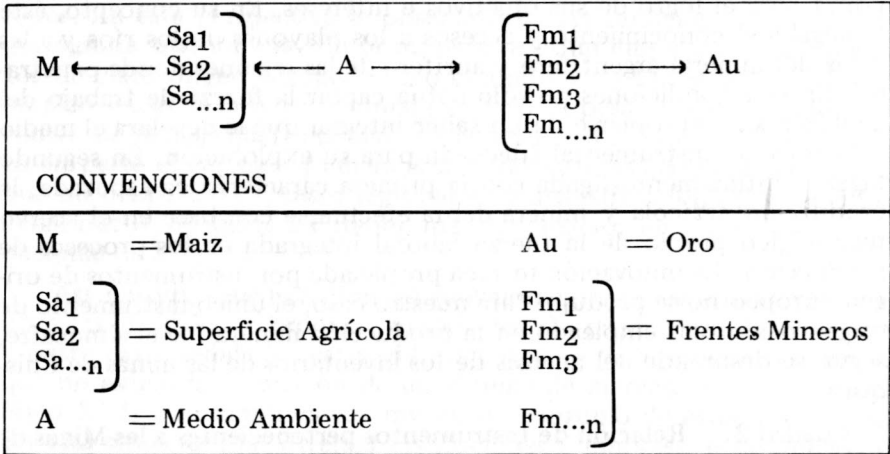 Sa1 Fm1
M ← Sa2 ← A → Fm2 → Au
Sa...n Fm3
Fm...n
CONVENCIONES
M = Maiz Au = Oro
Sa1 Fm1
Sa2 = Superficie Agrícola Fm2 = Frentes Mineros
Sa...n Fm3
A = Medio Ambiente Fm...n